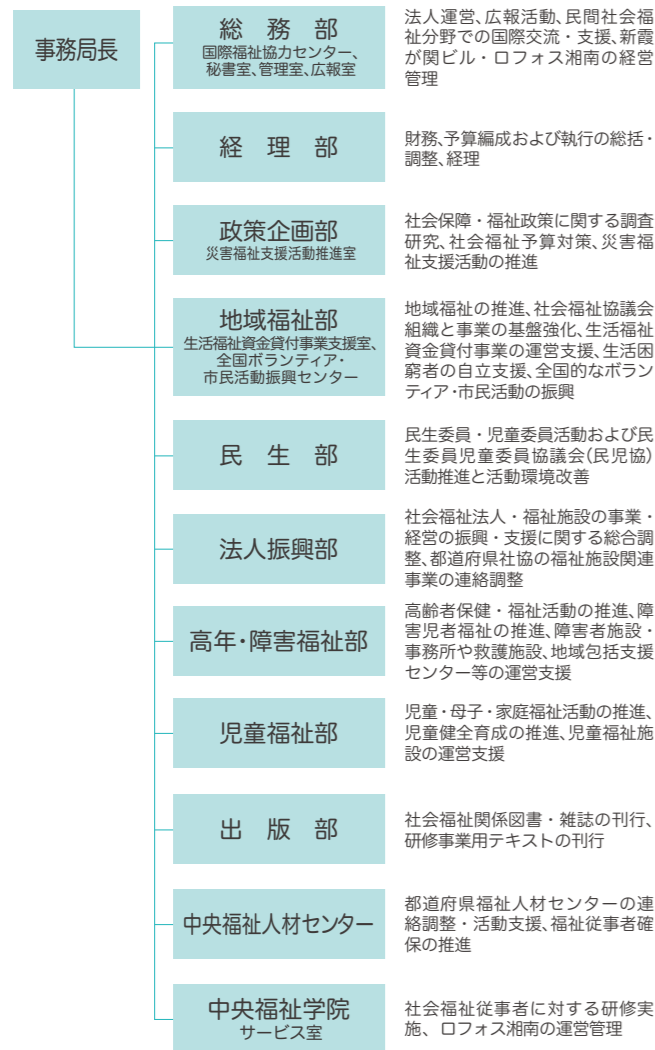 事務局長
総務部
国際福祉協力センター、
秘書室、管理室、広報室
法人運営、広報活動、民間社会福
祉分野での国際交流・支援、新霞
が関ビル・ロフォス湘南の経営
管理
経理部
財務、予算編成および執行の総括・
調整、経理
政策企画部
災害福祉支援活動推進室
社会保障・福祉政策に関する調査
研究、社会福祉予算対策、災害福
祉支援活動の推進
地域福祉部
生活福祉資金貸付事業支援室、
全国ボランティア・
市民活動振興センター
地域福祉の推進、社会福祉協議会
組織と事業の基盤強化、生活福祉
資金貸付事業の運営支援、生活困
窮者の自立支援、全国的なボラン
ティア・市民活動の振興
民生部
民生委員・児童委員活動および民
生委員児童委員協議会(民児協)
活動推進と活動環境改善
法人振興部
社会福祉法人・福祉施設の事業・
経営の振興・支援に関する総合調
整、都道府県社協の福祉施設関連
事業の連絡調整
高年・障害福祉部
高齢者保健・福祉活動の推進、障
害児者福祉の推進、障害者施設・
事務所や救護施設、地域包括支援
センター等の運営支援
児童福祉部
児童・母子・家庭福祉活動の推進、
児童健全育成の推進、児童福祉施
設の運営支援
出版部
社会福祉関係図書・雑誌の刊行、
研修事業用テキストの刊行
中央福祉人材センター
都道府県福祉人材センターの連
絡調整・活動支援、福祉従事者確
保の推進
中央福祉学院
サービス室
社会福祉従事者に対する研修実
施、ロフォス湘南の運営管理